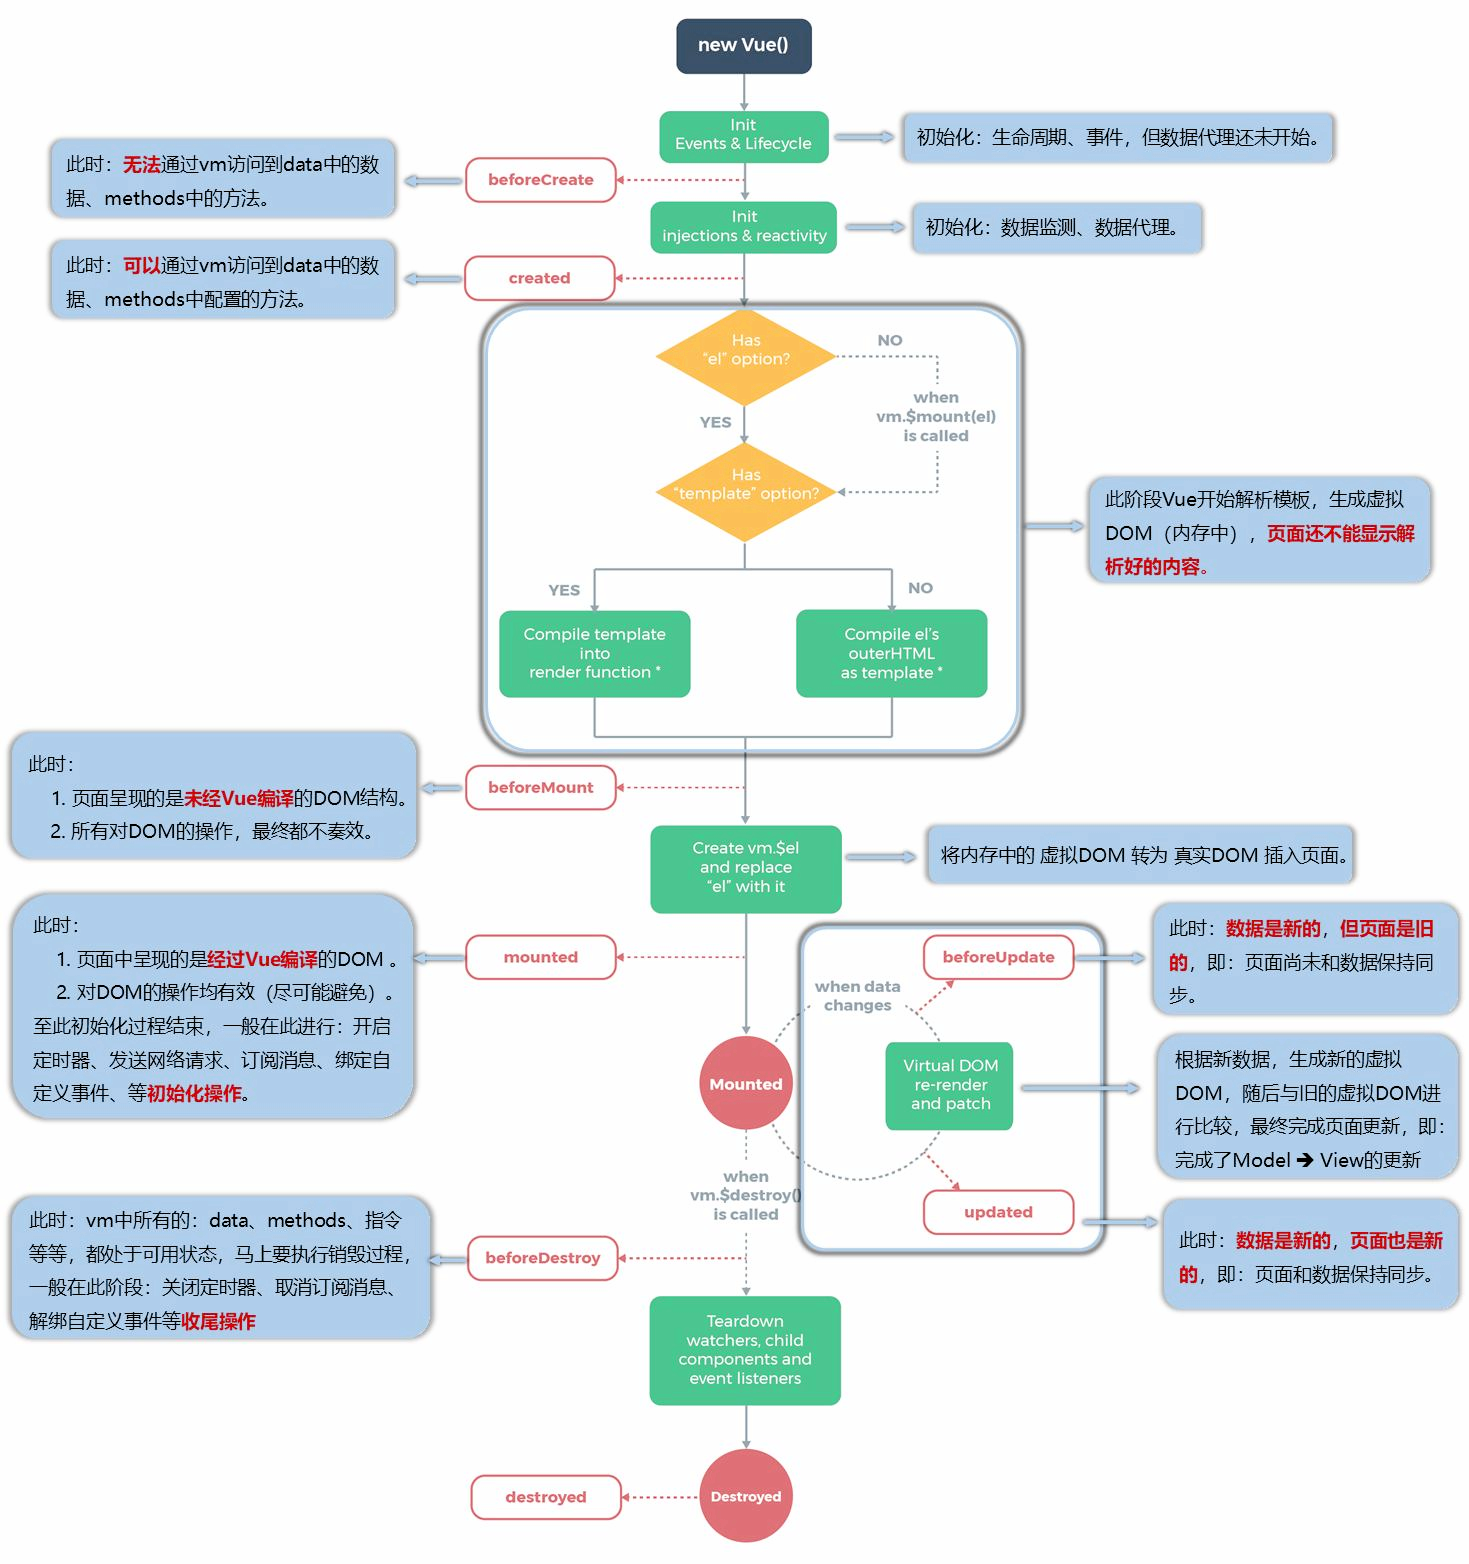 new Vue()
Init
Events & Lifecycle
初始化：生命周期、事件，但数据代理还未开始。
此时：无法通过vm访问到data中的数
据、methods中的方法。
beforeCreate
Init
injections & reactivity
初始化：数据监测、数据代理。
此时：可以通过vm访问到data中的数
据、methods中配置的方法。
created
Has
“el” option?
NO
when
vm.$mount(el)
is called
YES
Has
“template” option?
此阶段Vue开始解析模板，生成虚拟
DOM（内存中），页面还不能显示解
析好的内容。
YES
NO
Compile template
into
render function *
Compile el’s
outerHTML
as template *
此时：
1. 页面呈现的是未经Vue编译的DOM结构。
2. 所有对DOM的操作，最终都不奏效。
beforeMount
Create vm.$el
and replace
“el” with it
将内存中的 虚拟DOM 转为 真实DOM 插入页面。
此时：
1. 页面中呈现的是经过Vue编译的DOM 。
2. 对DOM的操作均有效（尽可能避免）。
至此初始化过程结束，一般在此进行：开启
定时器、发送网络请求、订阅消息、绑定自
定义事件、等初始化操作。
mounted
beforeUpdate
此时：数据是新的，但页面是旧
的，即：页面尚未和数据保持同
步。
when data
changes
Mounted
Virtual DOM
re-render
and patch
根据新数据，生成新的虚拟
DOM，随后与旧的虚拟DOM进
行比较，最终完成页面更新，即：
完成了Model ➔ View的更新
when
vm.$destroy()
is called
updated
此时：数据是新的，页面也是新
的，即：页面和数据保持同步。
此时：vm中所有的：data、methods、指令
等等，都处于可用状态，马上要执行销毁过程，
一般在此阶段：关闭定时器、取消订阅消息、
解绑自定义事件等收尾操作
beforeDestroy
Teardown
watchers, child
components and
event listeners
destroyed
Destroyed